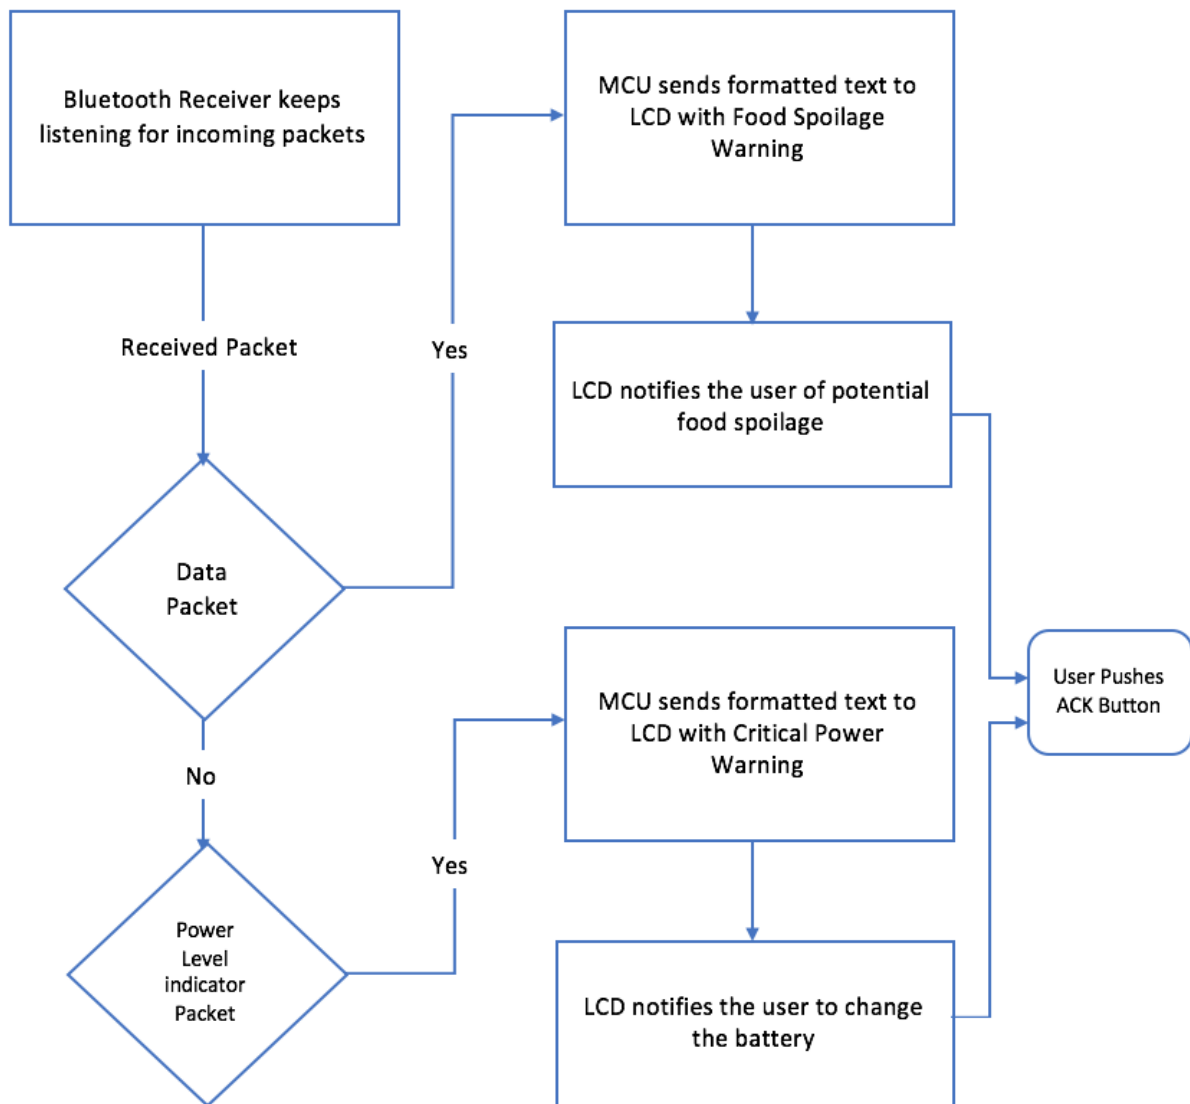 Bluetooth Receiver keeps
listening for incoming packets
MCU sends formatted text to
LCD with Food Spoilage
Warning
Received Packet
Yes
LCD notifies the user of potential
food spoilage
Data
Packet
MCU sends formatted text to
LCD with Critical Power
Warning
User Pushes
ACK Button
No
Yes
Power
Level
indicator
Packet
LCD notifies the user to change
the battery